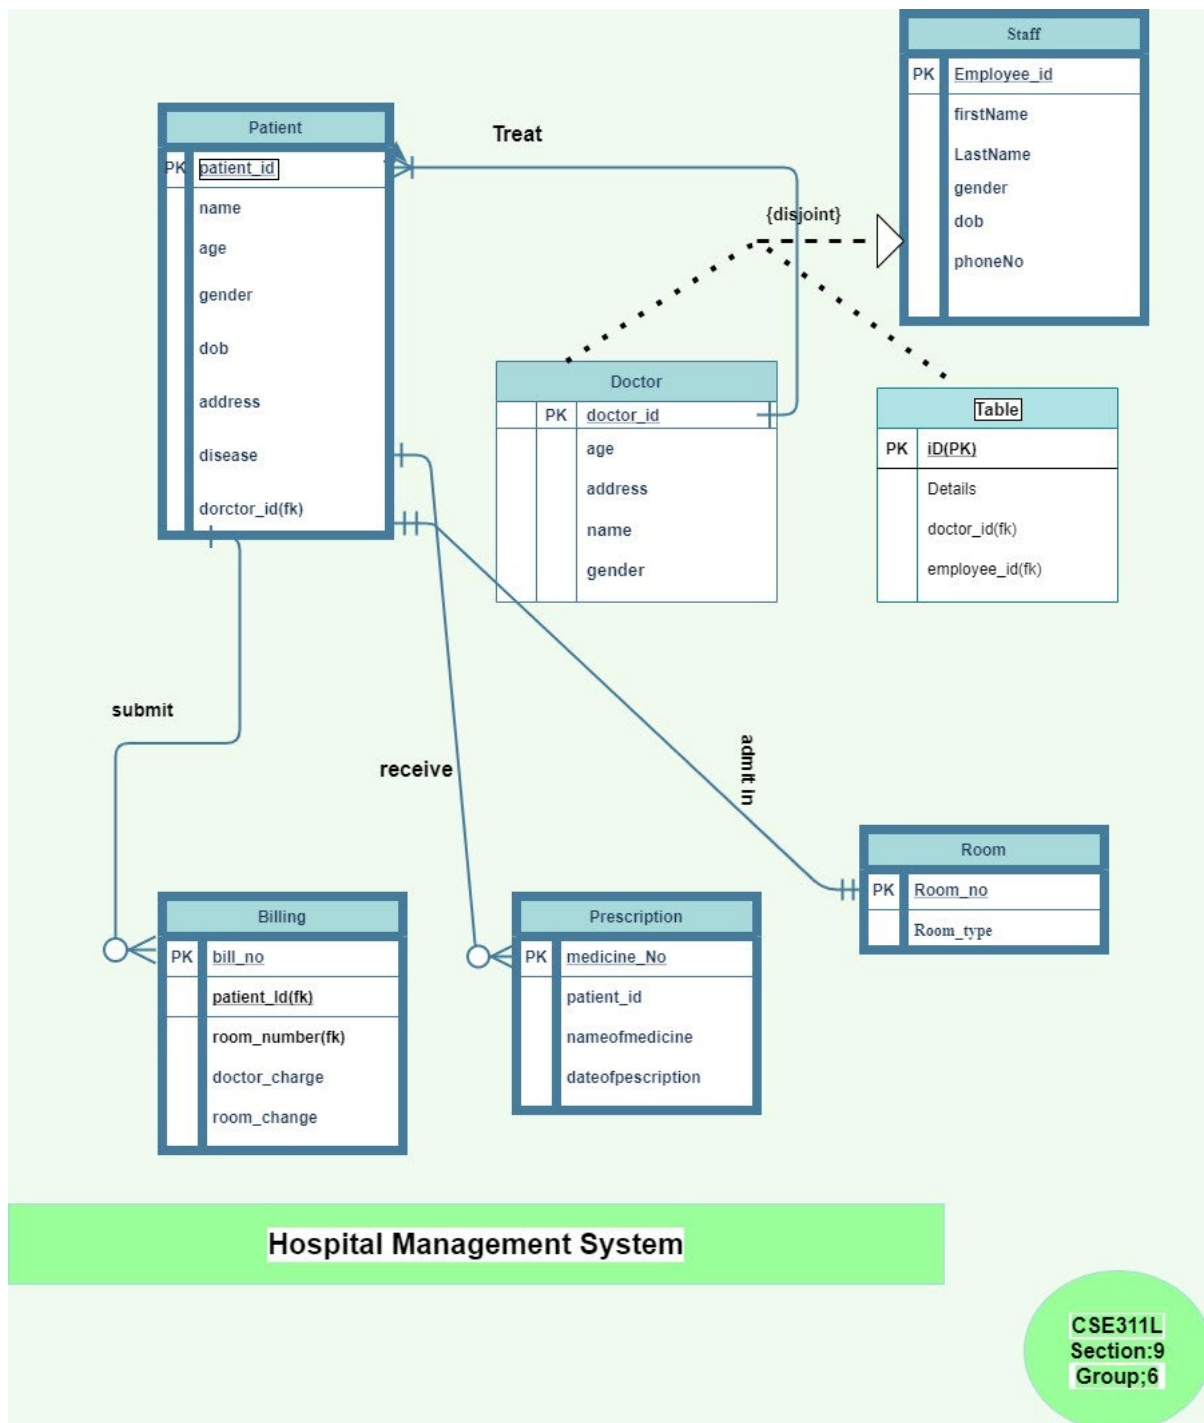 Staff
PK Employee_id
firstName
LastName
gender
dob
phoneNo
Patient
PK patient_id
name
age
gender
dob
address
disease
dorctor_id(fk)
Treat
{disjoint}
Doctor
PK doctor_id
age
address
name
gender
Table
PK iD(PK)
Details
doctor_id(fk)
employee_id(fk)
submit
receive
admit in
Room
PK Room_no
Room_type
Billing
PK bill_no
patient_Id(fk)
room_number(fk)
doctor_charge
room_change
Prescription
PK medicine_No
patient_id
nameofmedicine
dateofpescription
Hospital Management System
CSE311L
Section:9
Group;6